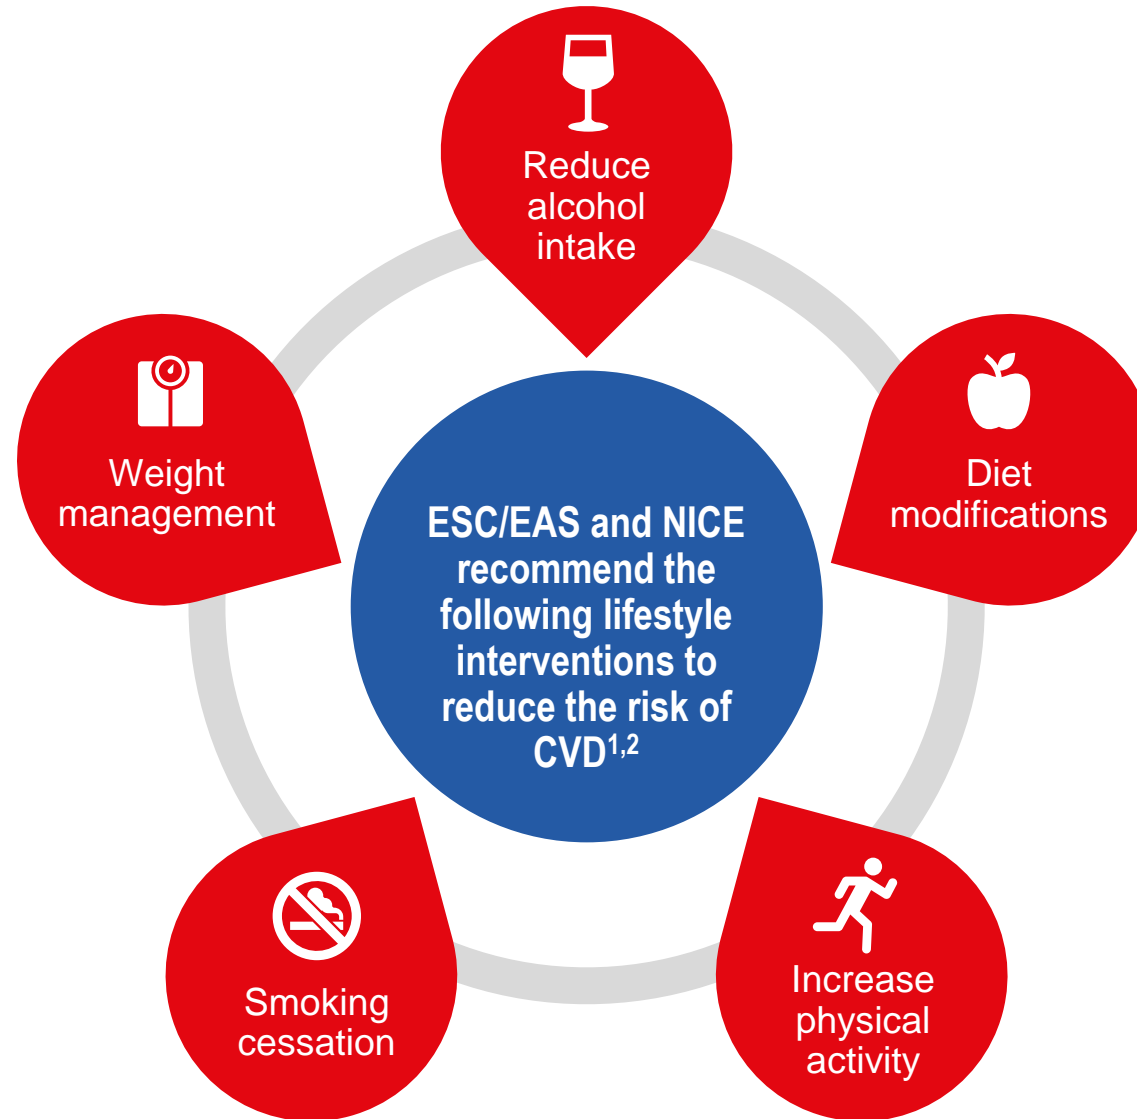 Reduce
alcohol
intake
Weight
management
Diet
modifications
ESC/EAS and NICE
recommend the
following lifestyle
interventions to
reduce the risk of
CVD1,2
Smoking
cessation
Increase
physical
activity